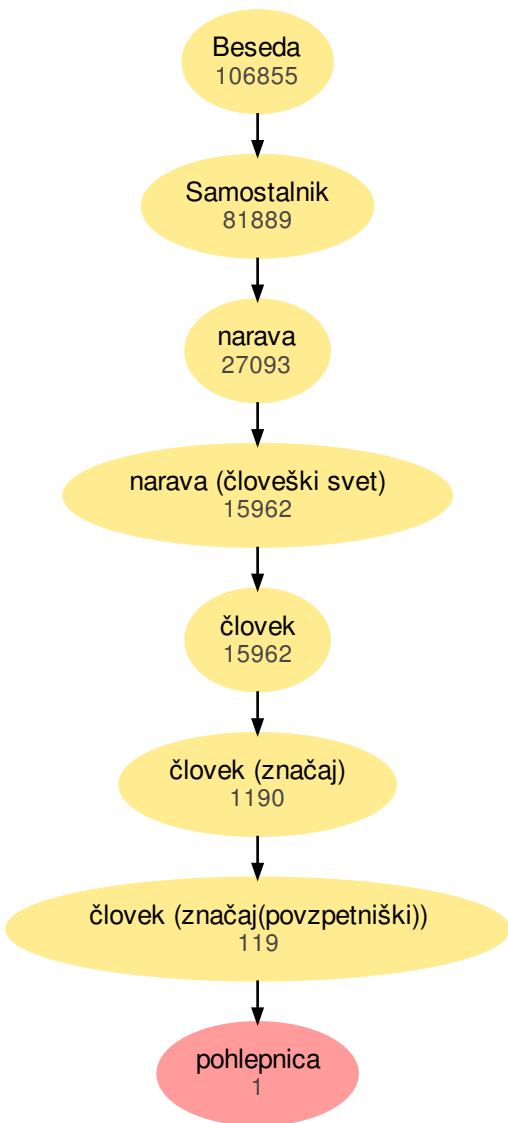 Beseda
106855
Samostalnik
81889
narava
27093
narava (človeški svet)
15962
človek
15962
človek (značaj)
1190
človek (značaj(povzpetniški))
119
pohlepnica
1